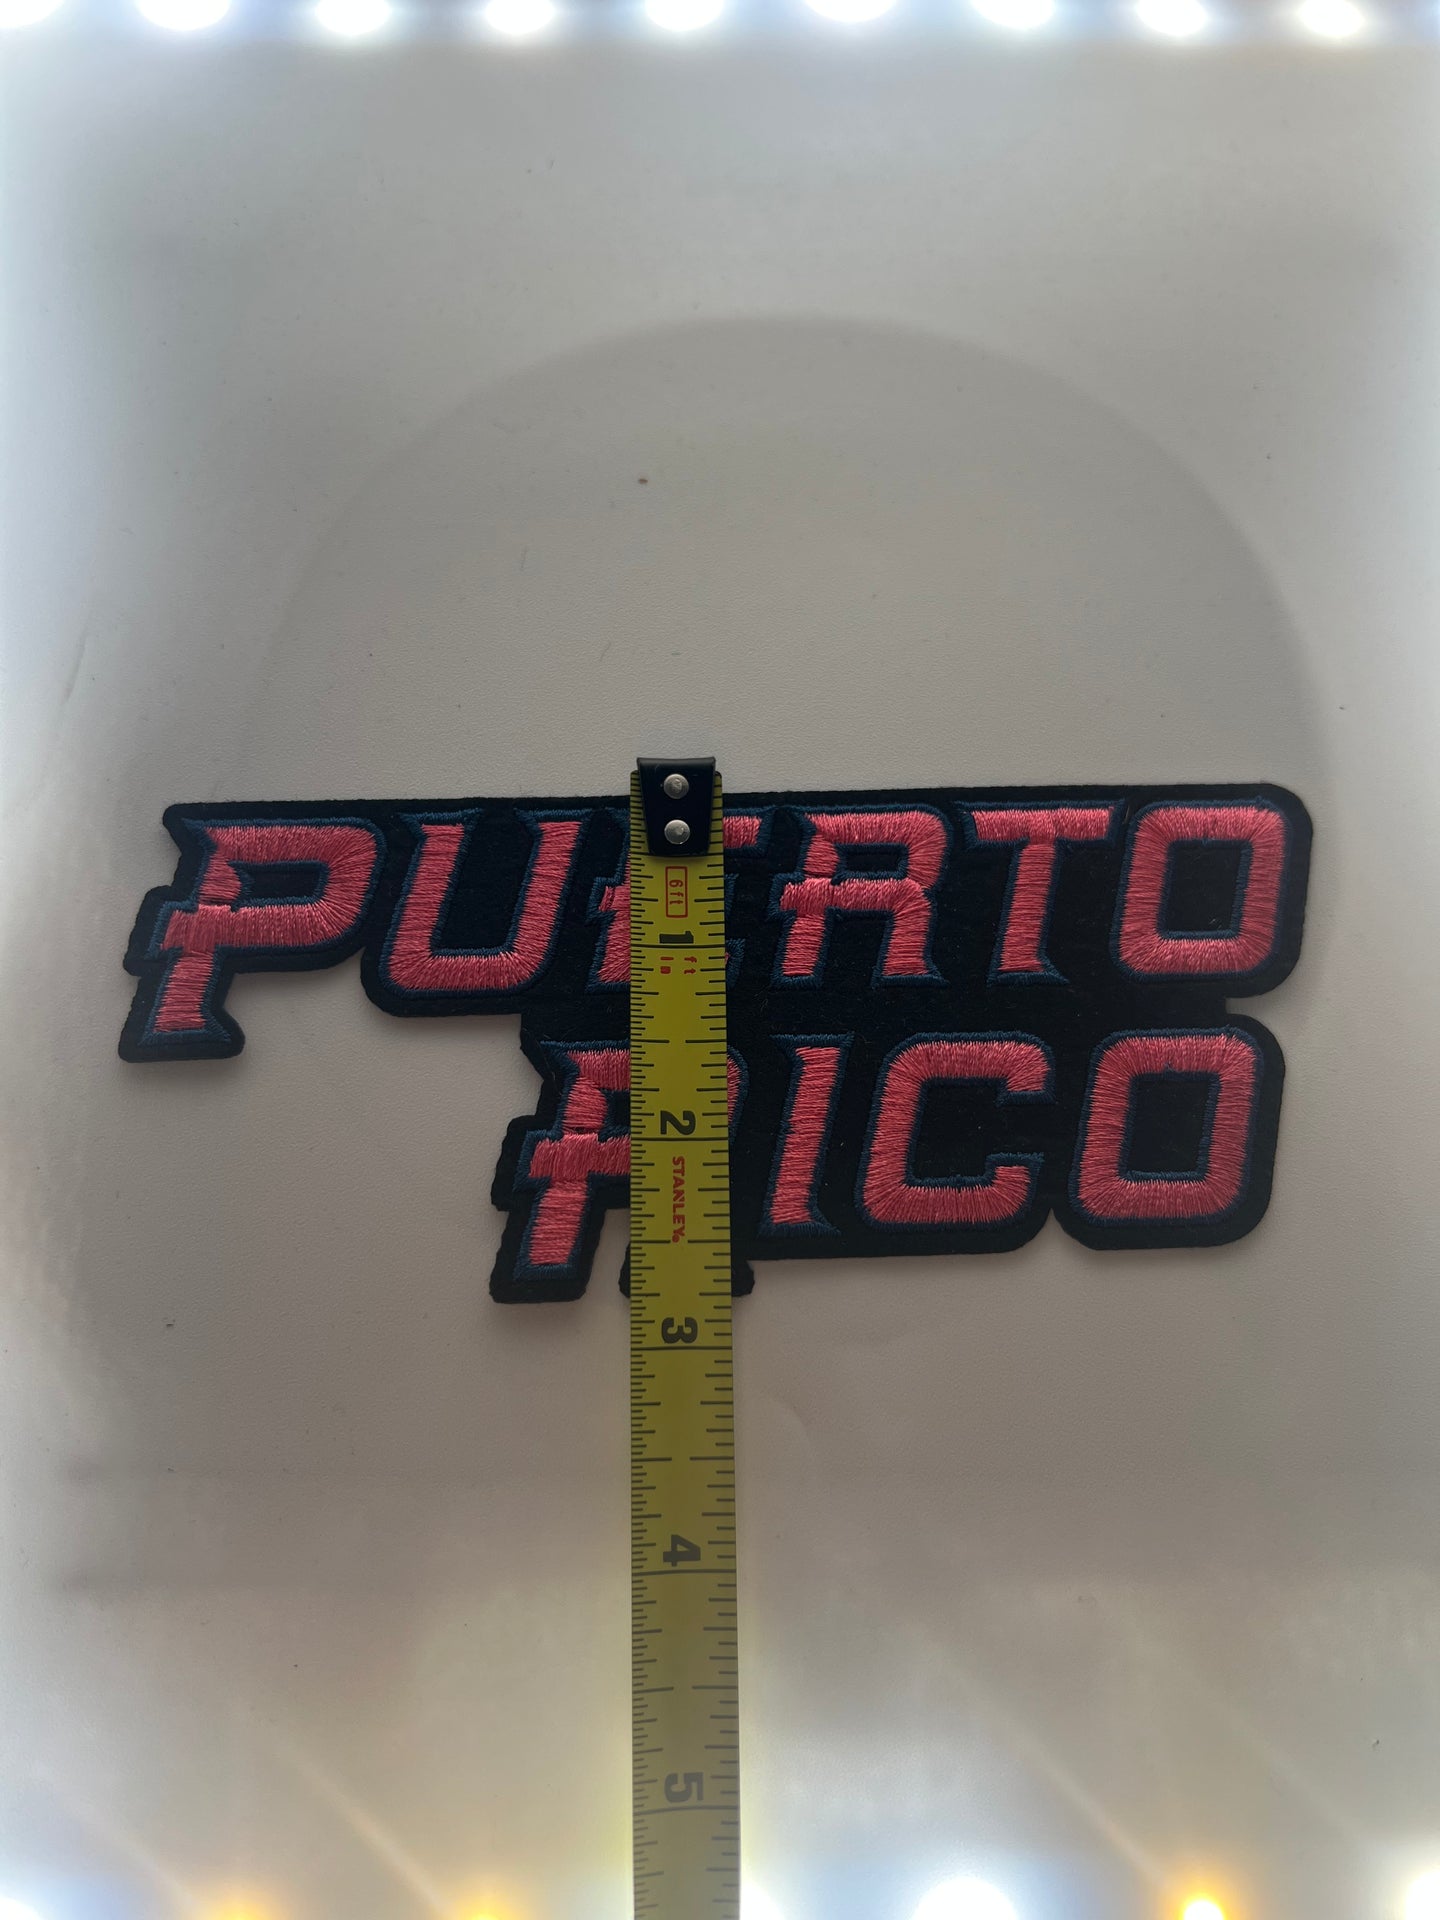 PUERTO
RICO
6ft
1 ft
in
2
STANLEY®
3
4
5